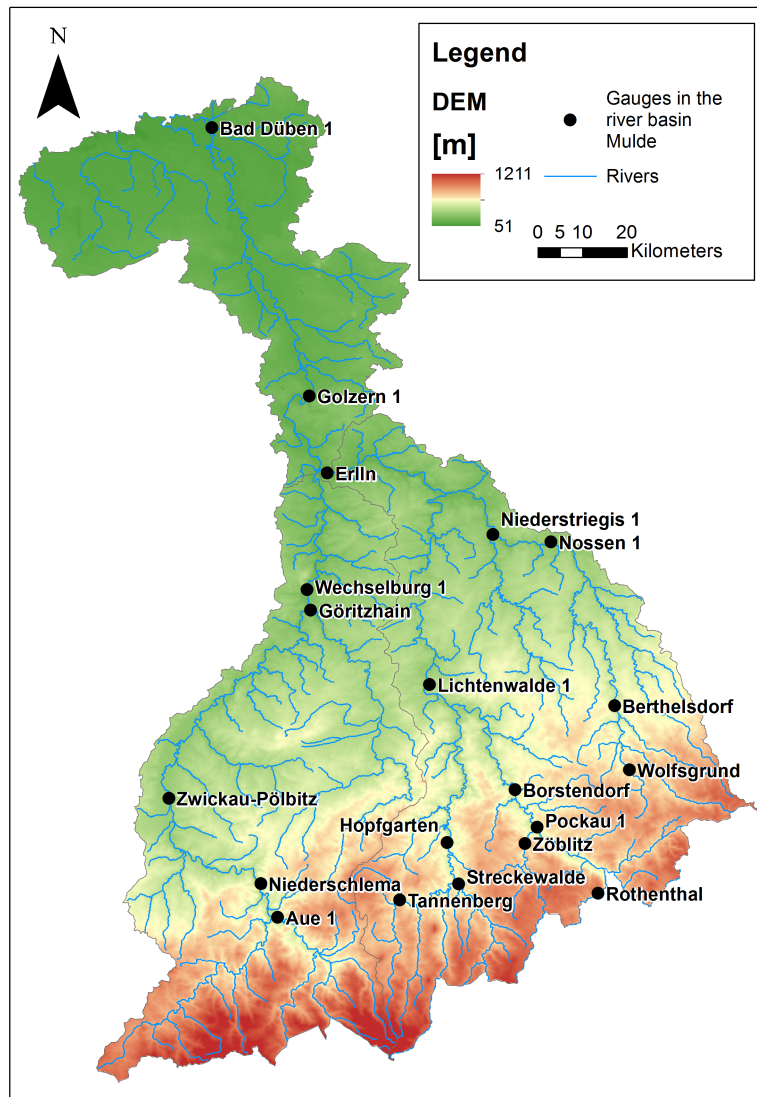 N
Legend
DEM
[m]
1211
51
Gauges in the
river basin
Mulde
Rivers
0 5 10 20
Kilometers
Bad Düben 1
Golzern 1
Erlln
Niederstriegis 1
Nossen 1
Wechselburg 1
Göritzhain
Lichtenwalde 1
Berthelsdorf
Wolfsgrund
Zwickau-Pölbitz
Borstendorf
Pockau 1
Hopfgarten
Zöblitz
Niederschlema
Streckewalde
Rothenthal
Tannenberg
Aue 1